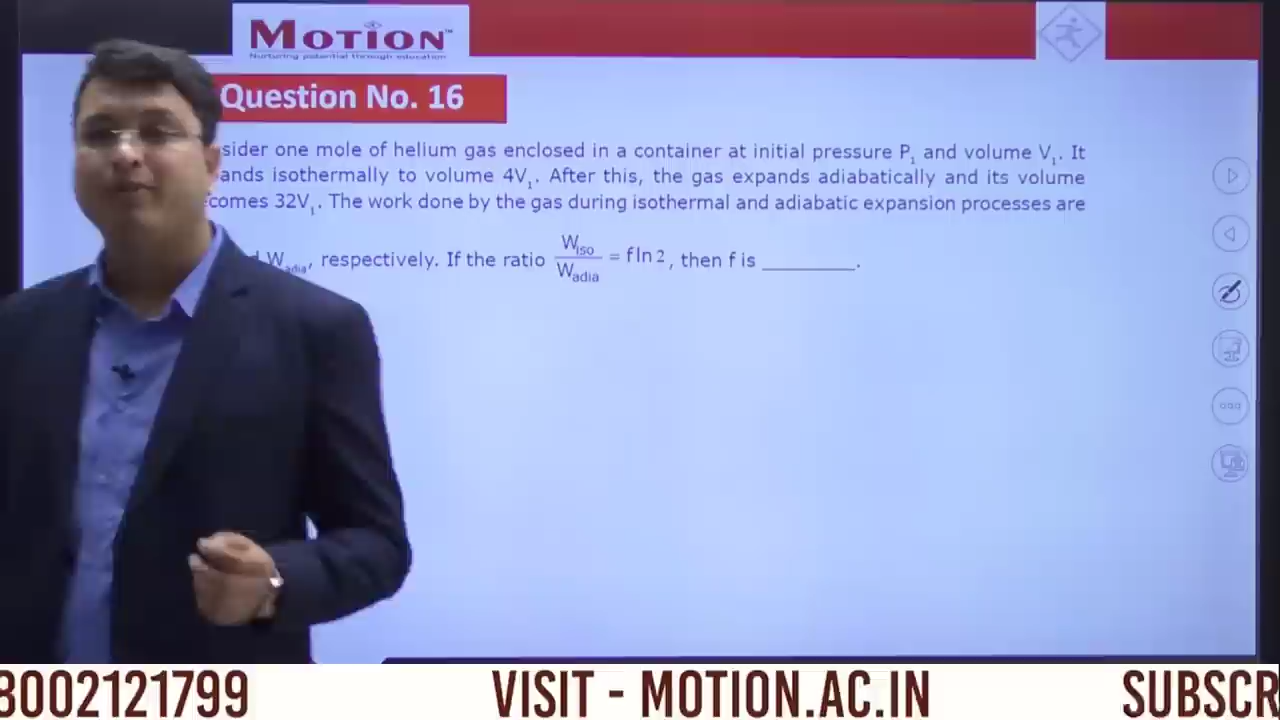 MOTION™
Nurturing potential through education
Question No. 16
sider one mole of helium gas enclosed in a container at initial pressure P₁ and volume V₁. It
ands isothermally to volume 4V₁. After this, the gas expands adiabatically and its volume
comes 32V₁. The work done by the gas during isothermal and adiabatic expansion processes are
W_adia, respectively. If the ratio W_iso/W_adia = f ln 2, then f is ________.
8002121799 VISIT - MOTION.AC.IN SUBSCR